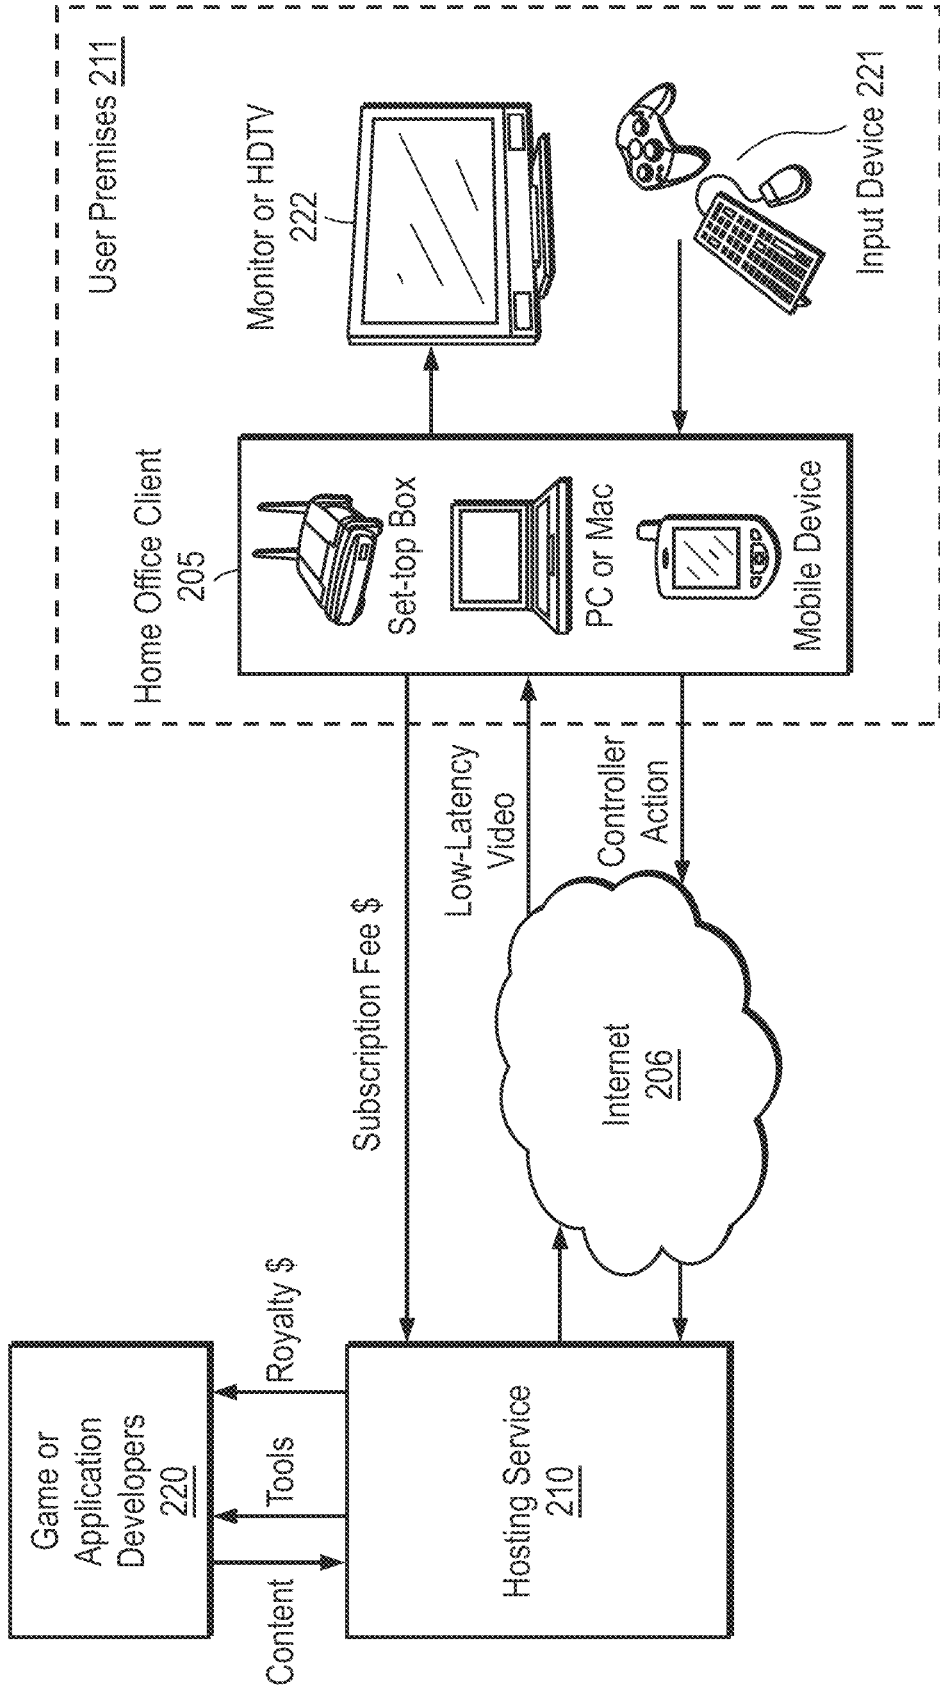 Game or
Application
Developers
220
Content
Tools
Royalty $
Hosting Service
210
Subscription Fee $
Internet
206
Low-Latency
Video
Controller
Action
User Premises 211
Home Office Client
205
Set-top Box
PC or Mac
Mobile Device
Monitor or HDTV
222
Input Device 221